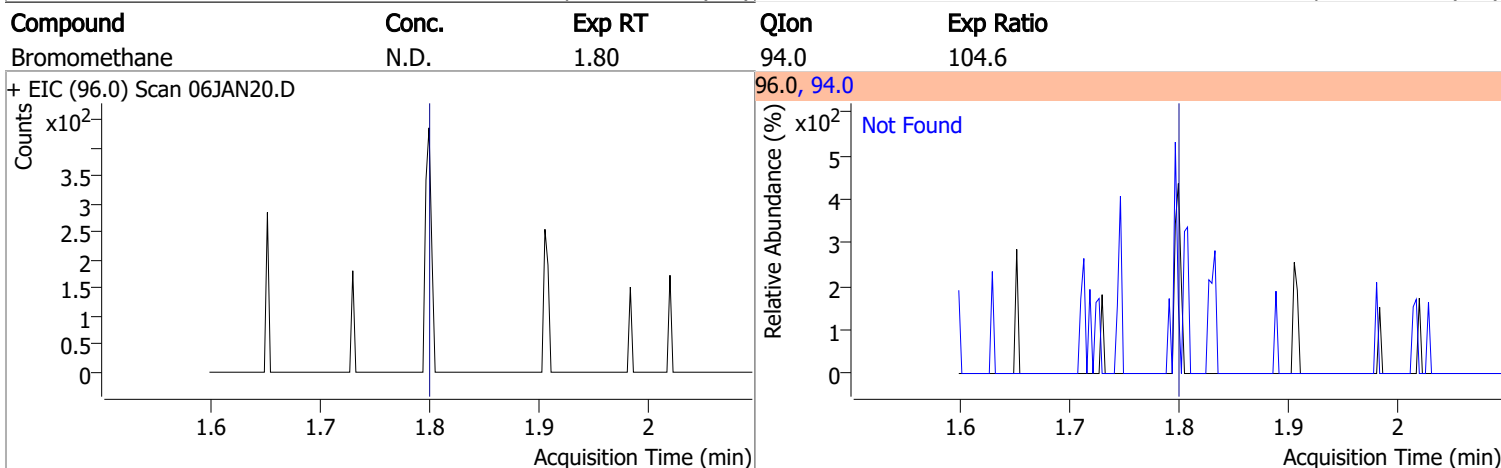 Compound Conc. Exp RT QIon Exp Ratio
Bromomethane N.D. 1.80 94.0 104.6
+ EIC (96.0) Scan 06JAN20.D
Counts
x10²
3.5
3
2.5
2
1.5
1
0.5
0
1.6 1.7 1.8 1.9 2
Acquisition Time (min)
96.0, 94.0
Relative Abundance (%)
x10²
Not Found
5
4
3
2
1
0
1.6 1.7 1.8 1.9 2
Acquisition Time (min)